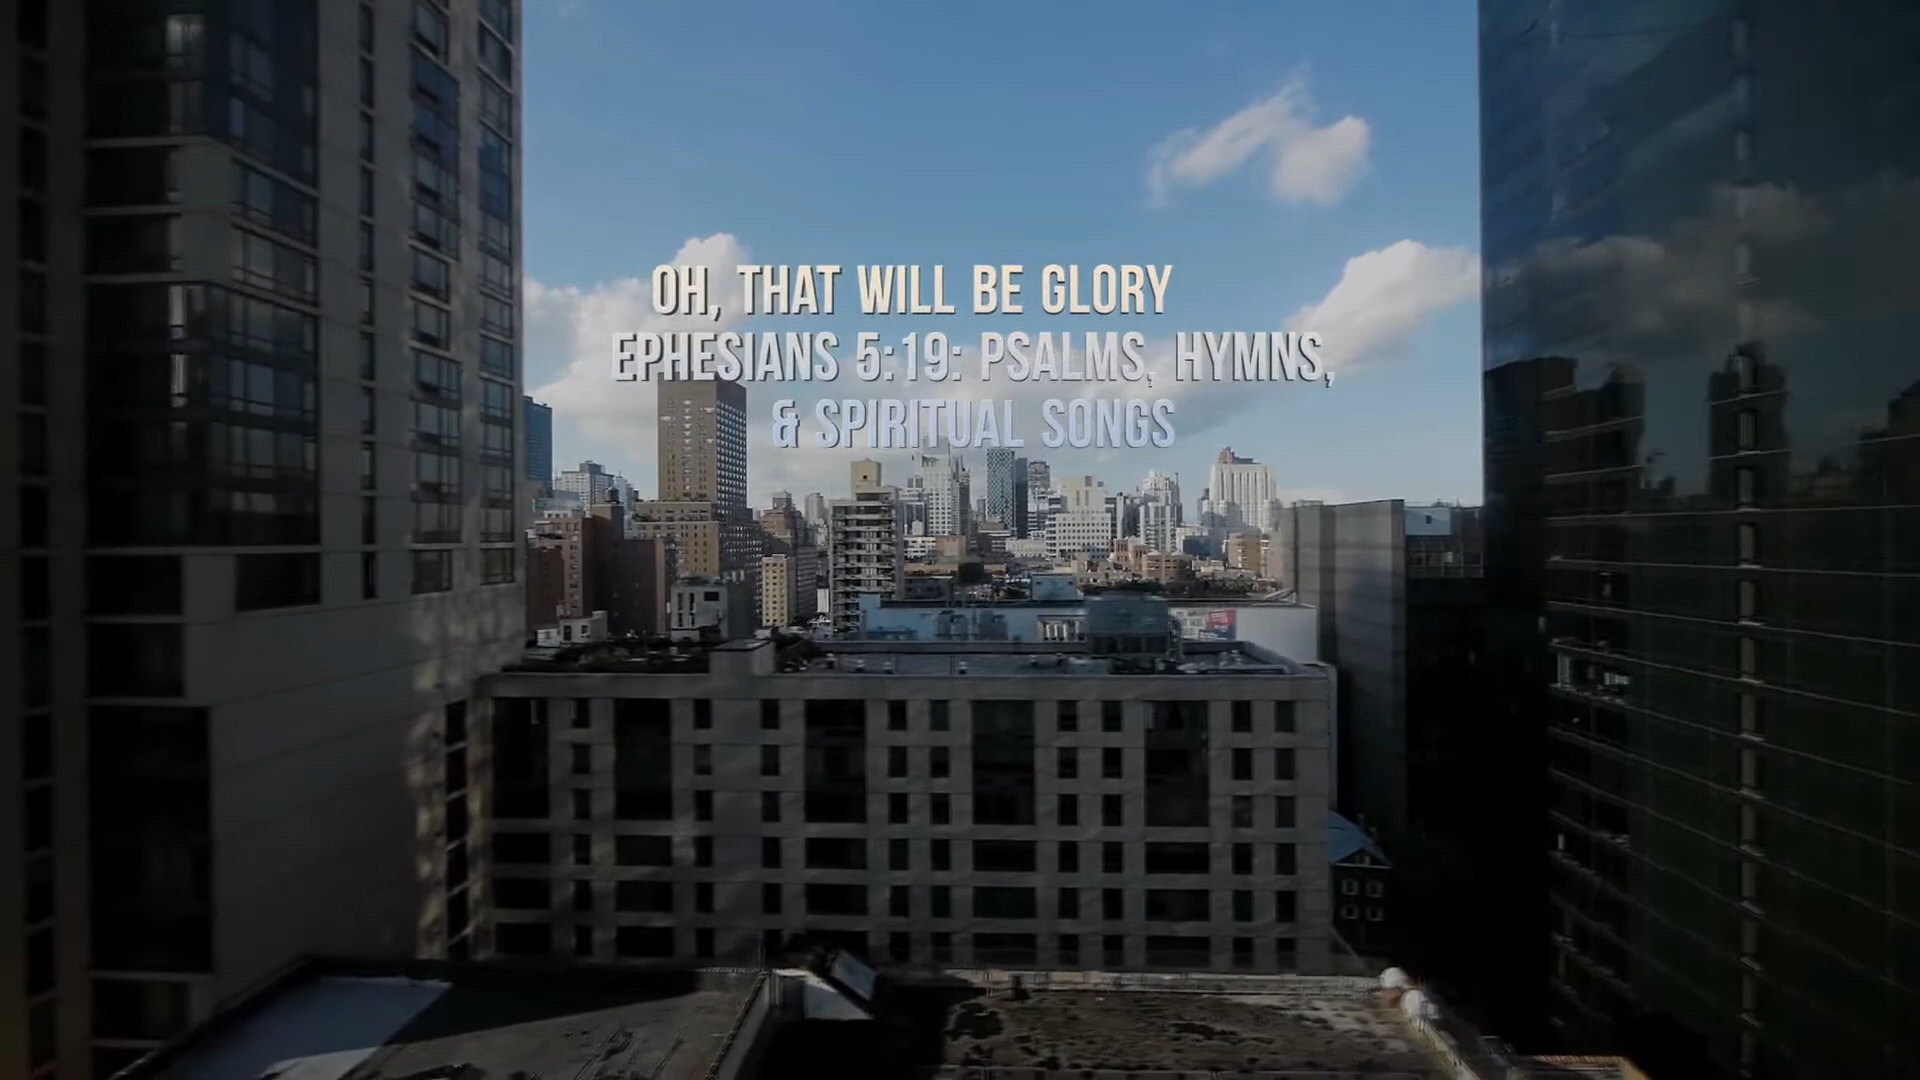 OH, THAT WILL BE GLORY
EPHESIANS 5:19: PSALMS, HYMNS,
& SPIRITUAL SONGS